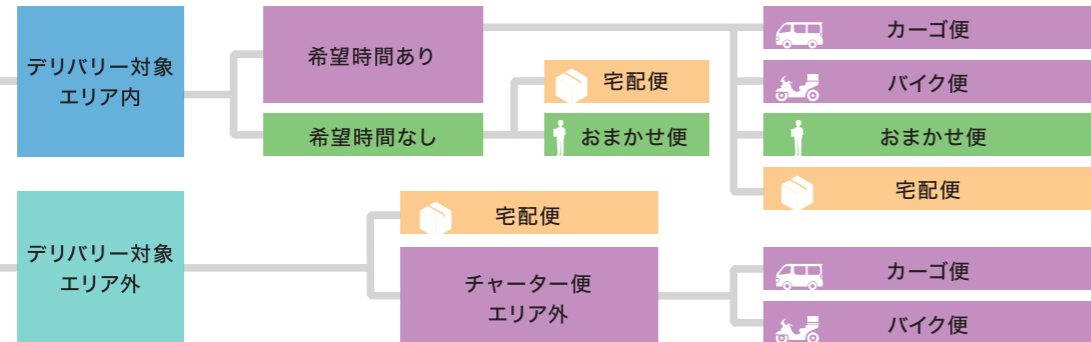 デリバリー対象
エリア内
希望時間あり
希望時間なし
宅配便
おまかせ便
カーゴ便
バイク便
おまかせ便
宅配便
デリバリー対象
エリア外
宅配便
チャーター便
エリア外
カーゴ便
バイク便